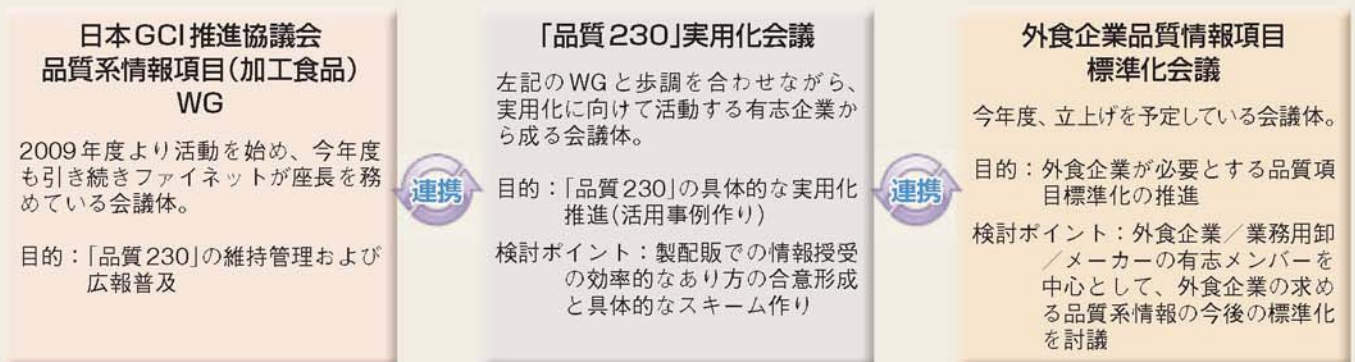 日本GCI推進協議会
品質系情報項目(加工食品)
WG
2009年度より活動を始め、今年度
も引き続きファイネットが座長を務
めている会議体。
目的：「品質230」の維持管理および
広報普及
連携
「品質230」実用化会議
左記のWGと歩調を合わせながら、
実用化に向けて活動する有志企業か
ら成る会議体。
目的：「品質230」の具体的な実用化
推進(活用事例作り)
検討ポイント：製配販での情報授受
の効率的なあり方の合意形成
と具体的なスキーム作り
連携
外食企業品質情報項目
標準化会議
今年度、立上げを予定している会議体。
目的：外食企業が必要とする品質項
目標準化の推進
検討ポイント：外食企業／業務用卸
／メーカーの有志メンバーを
中心として、外食企業の求め
る品質系情報の今後の標準化
を討議